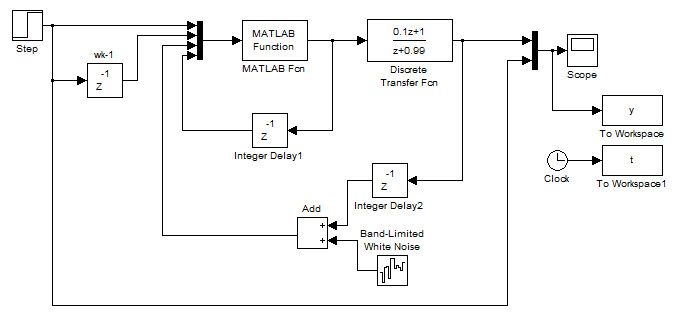 Step
wk-1
-1
Z
MATLAB
Function
MATLAB Fcn
0.1z+1
z+0.99
Discrete
Transfer Fcn
Scope
y
To Workspace
-1
Z
Integer Delay1
Clock
t
To Workspace1
-1
Z
Integer Delay2
Add
+
+
Band-Limited
White Noise